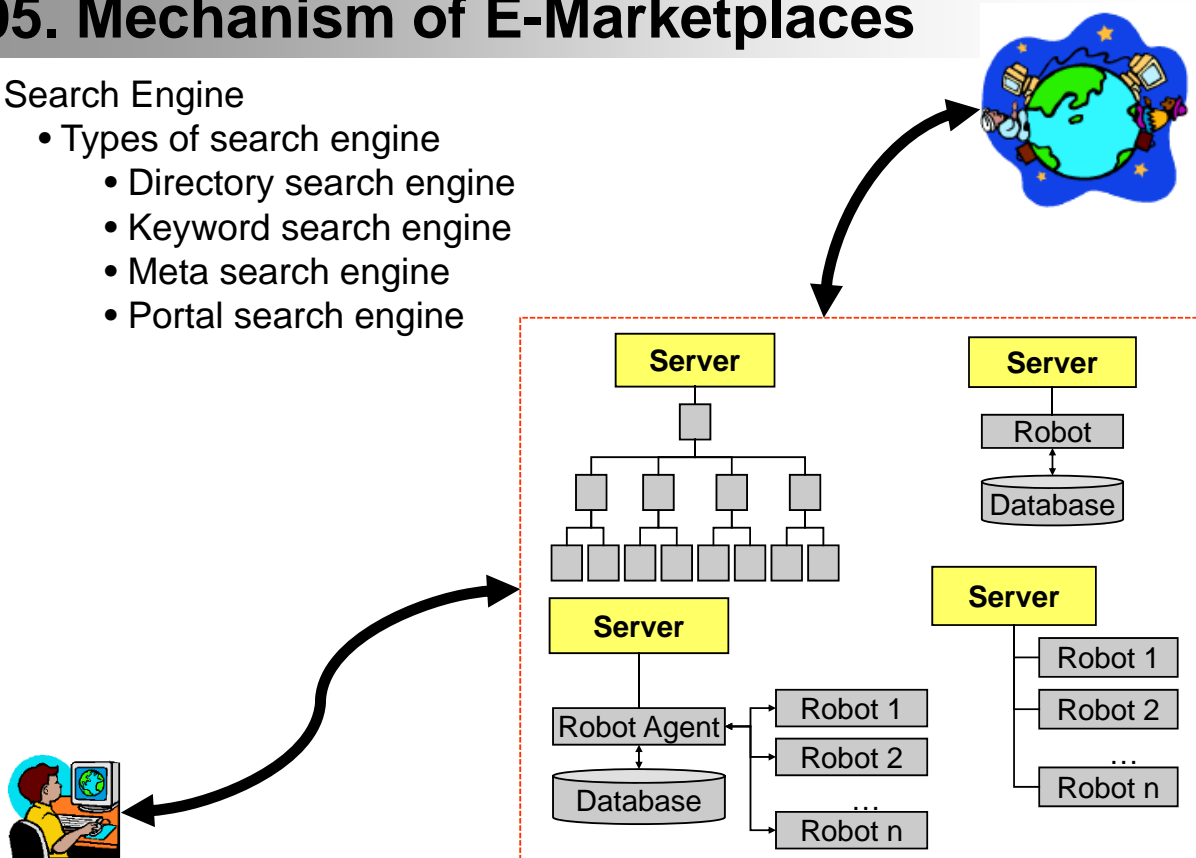 05. Mechanism of E-Marketplaces
Search Engine
• Types of search engine
• Directory search engine
• Keyword search engine
• Meta search engine
• Portal search engine
Server
Server
Robot
Database
Server
Robot Agent
Database
Robot 1
Robot 2
…
Robot n
Server
Robot 1
Robot 2
…
Robot n